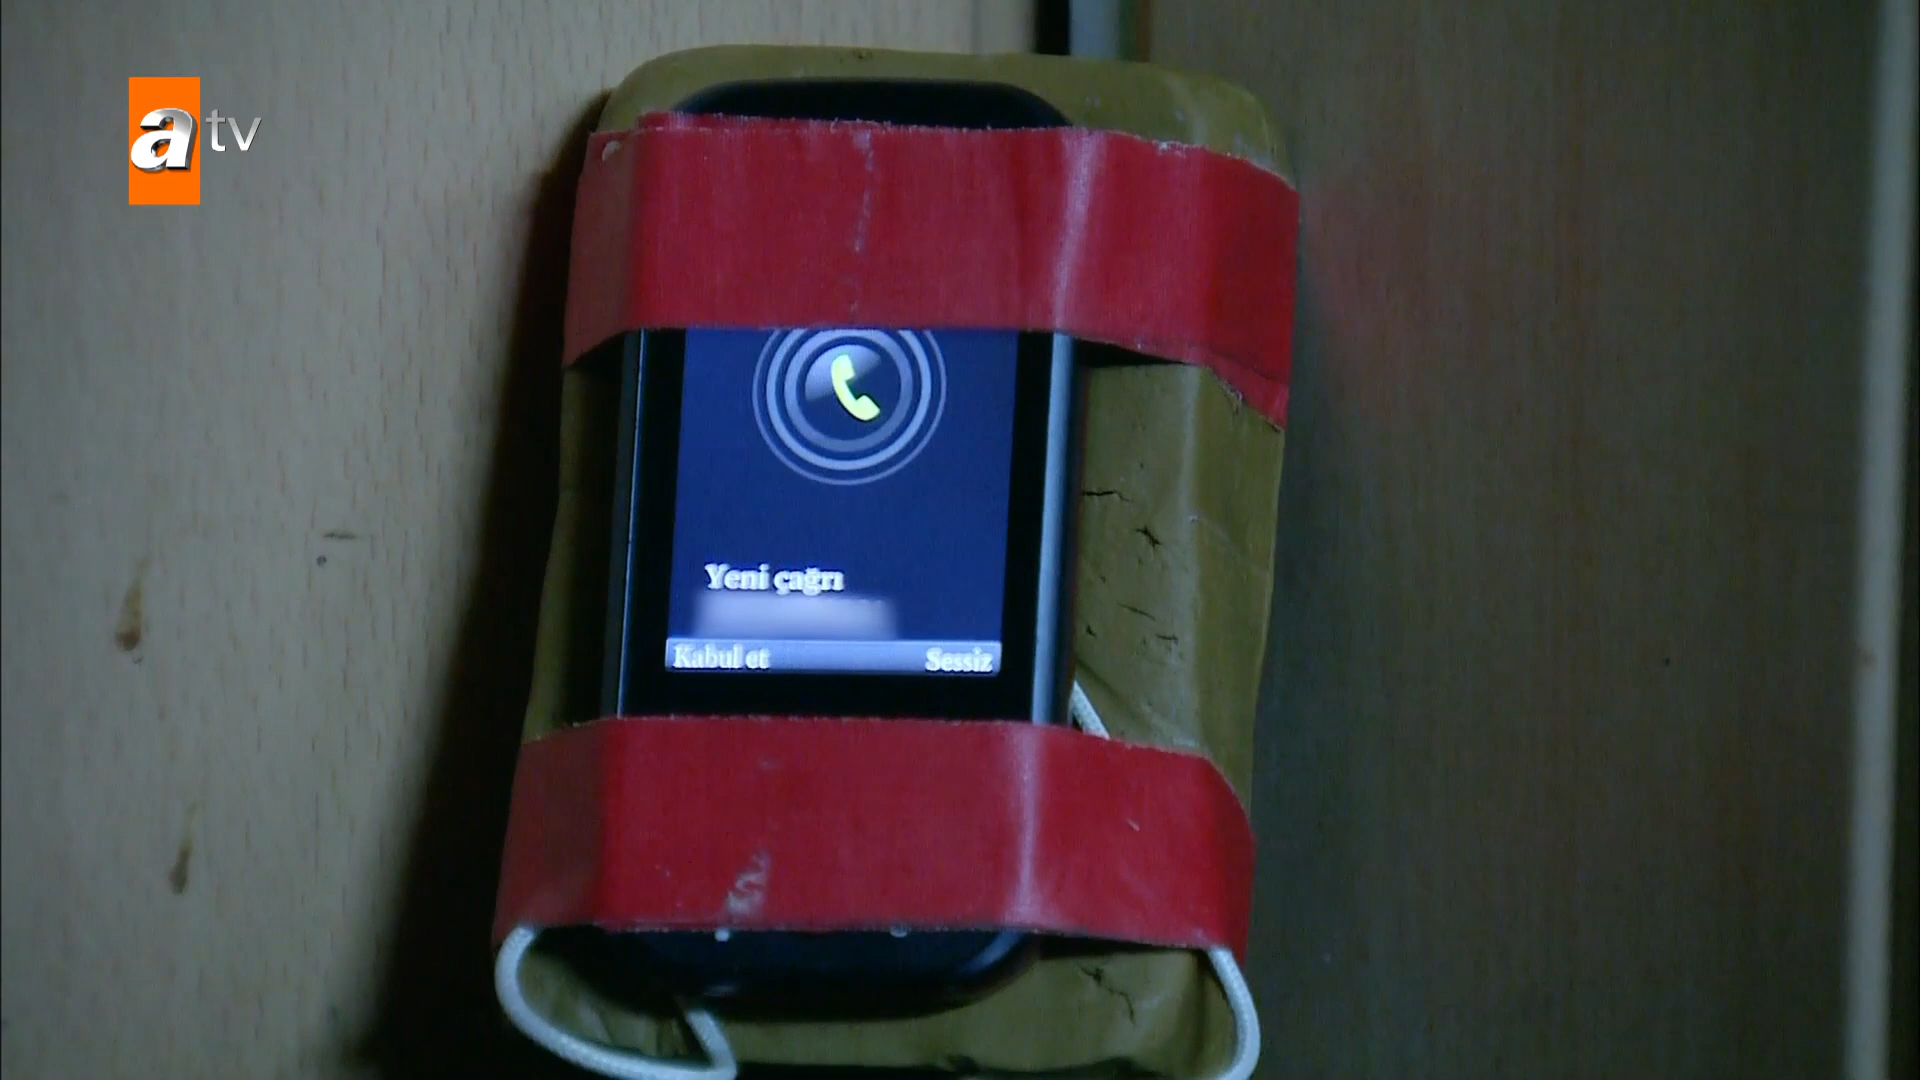 atv
Yeni çağrı
Kabul et
Sessiz